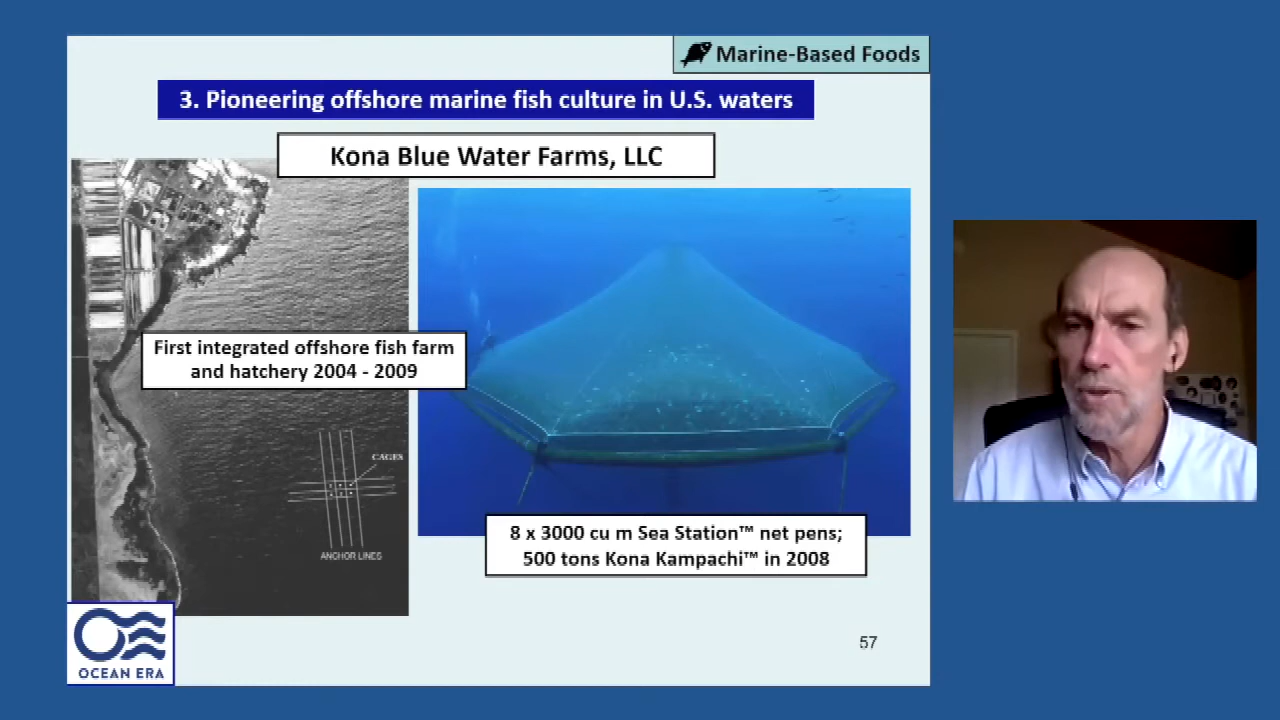 Marine-Based Foods
3. Pioneering offshore marine fish culture in U.S. waters
Kona Blue Water Farms, LLC
First integrated offshore fish farm
and hatchery 2004 - 2009
CAGES
ANCHOR LINES
8 x 3000 cu m Sea Station™ net pens;
500 tons Kona Kampachi™ in 2008
OCEAN ERA
57